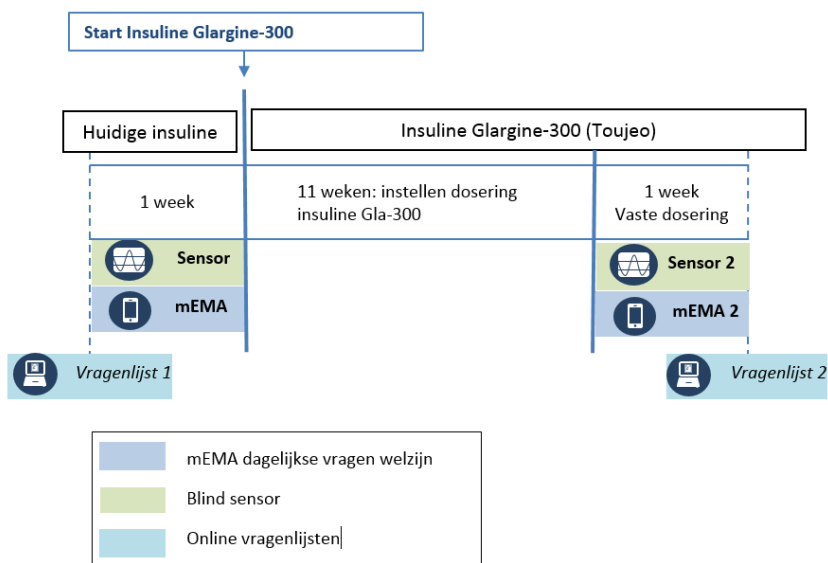 Start Insuline Glargine-300
Huidige insuline
Insuline Glargine-300 (Toujeo)
1 week
11 weken: instellen dosering
insuline Gla-300
1 week
Vaste dosering
Sensor
Sensor 2
mEMA
mEMA 2
Vragenlijst 1
Vragenlijst 2
mEMA dagelijkse vragen welzijn
Blind sensor
Online vragenlijsten